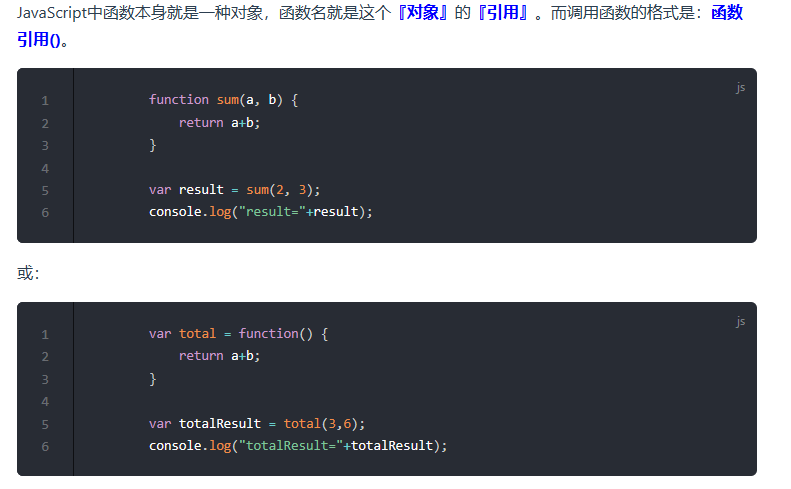 JavaScript中函数本身就是一种对象，函数名就是这个『对象』的『引用』。而调用函数的格式是：函数
引用()。
js
1 function sum(a, b) {
2 return a+b;
3 }
4
5 var result = sum(2, 3);
6 console.log("result="+result);
或：
js
1 var total = function() {
2 return a+b;
3 }
4
5 var totalResult = total(3,6);
6 console.log("totalResult="+totalResult);